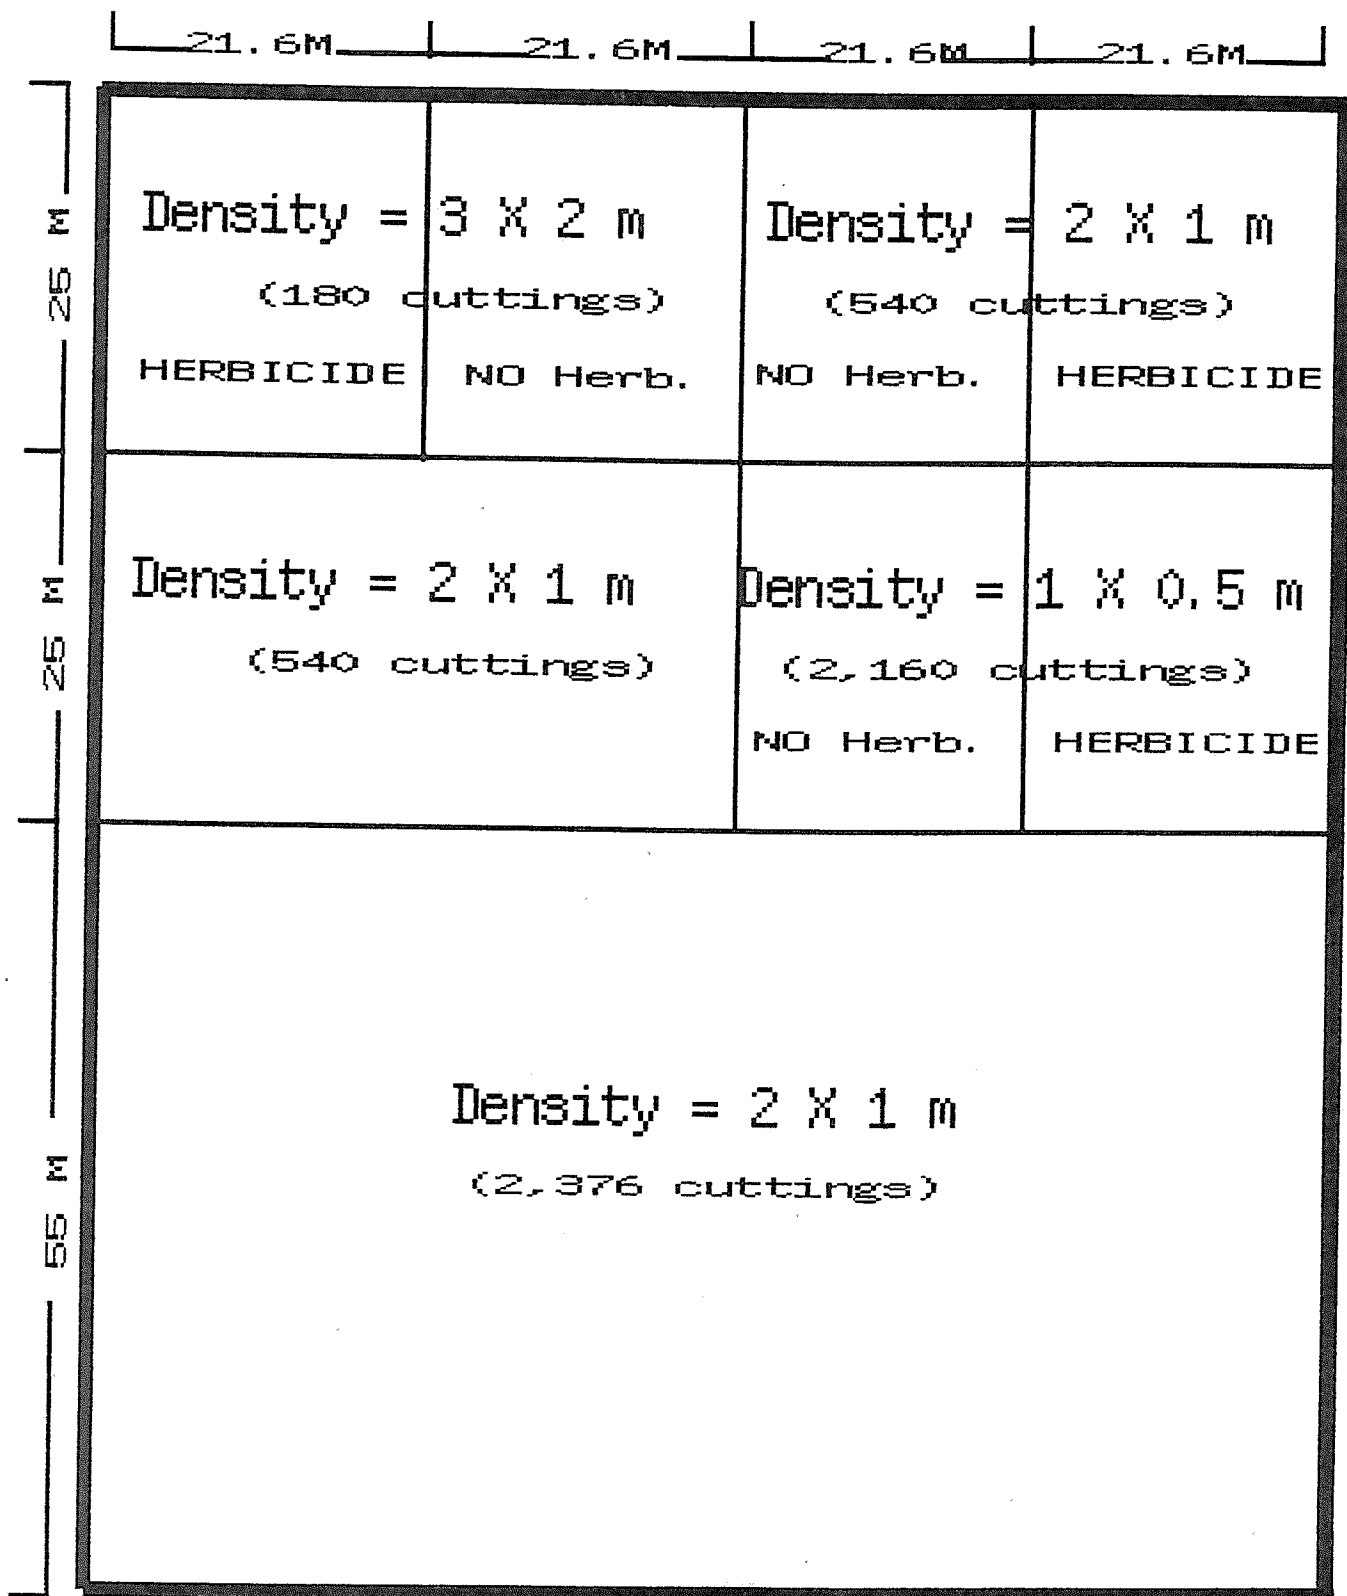 21.6M 21.6M 21.6M 21.6M
25 M
Density = 3 X 2 m
(180 cuttings)
HERBICIDE NO Herb.
Density = 2 X 1 m
(540 cuttings)
NO Herb. HERBICIDE
25 M
Density = 2 X 1 m
(540 cuttings)
Density = 1 X 0.5 m
(2,160 cuttings)
NO Herb. HERBICIDE
55 M
Density = 2 X 1 m
(2,376 cuttings)